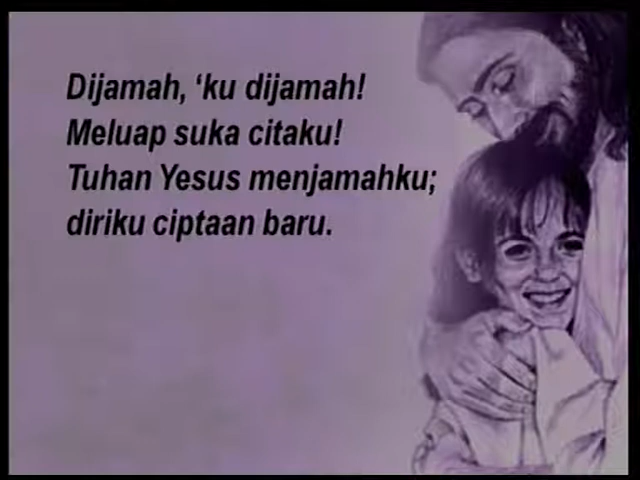 Dijamah, ‘ku dijamah!
Meluap suka citaku!
Tuhan Yesus menjamahku;
diriku ciptaan baru.